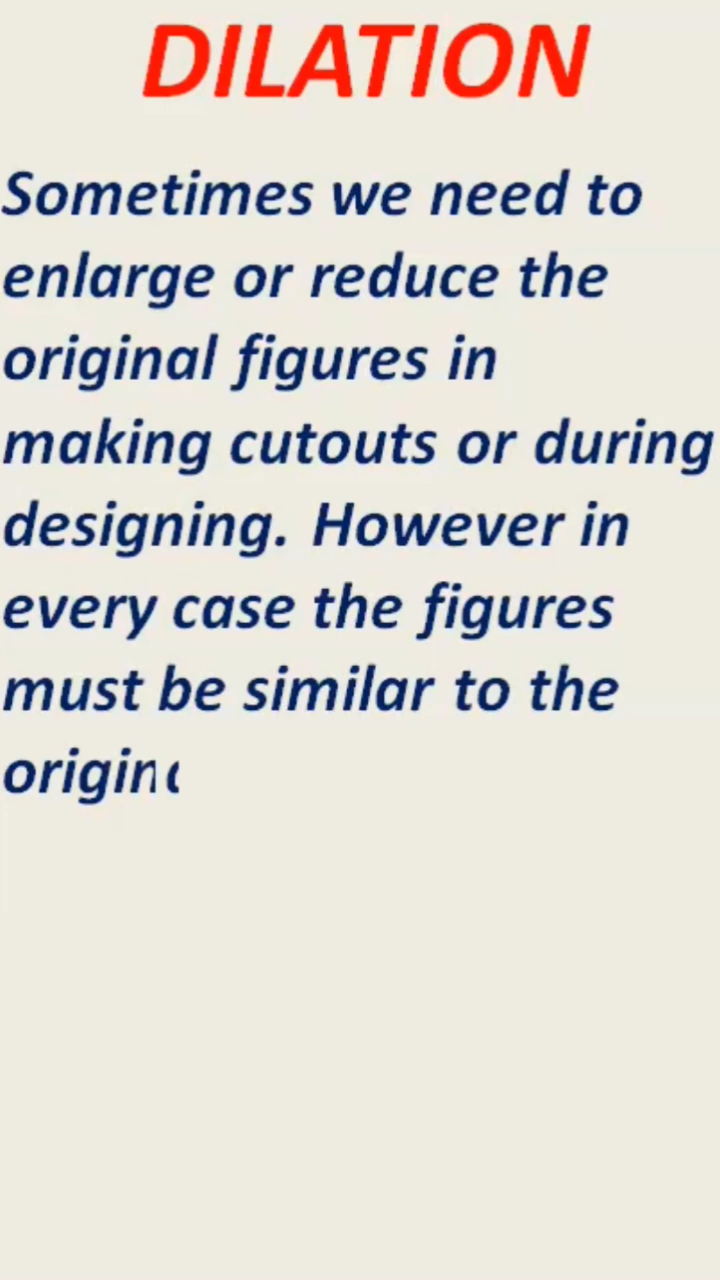 DILATION
Sometimes we need to
enlarge or reduce the
original figures in
making cutouts or during
designing. However in
every case the figures
must be similar to the